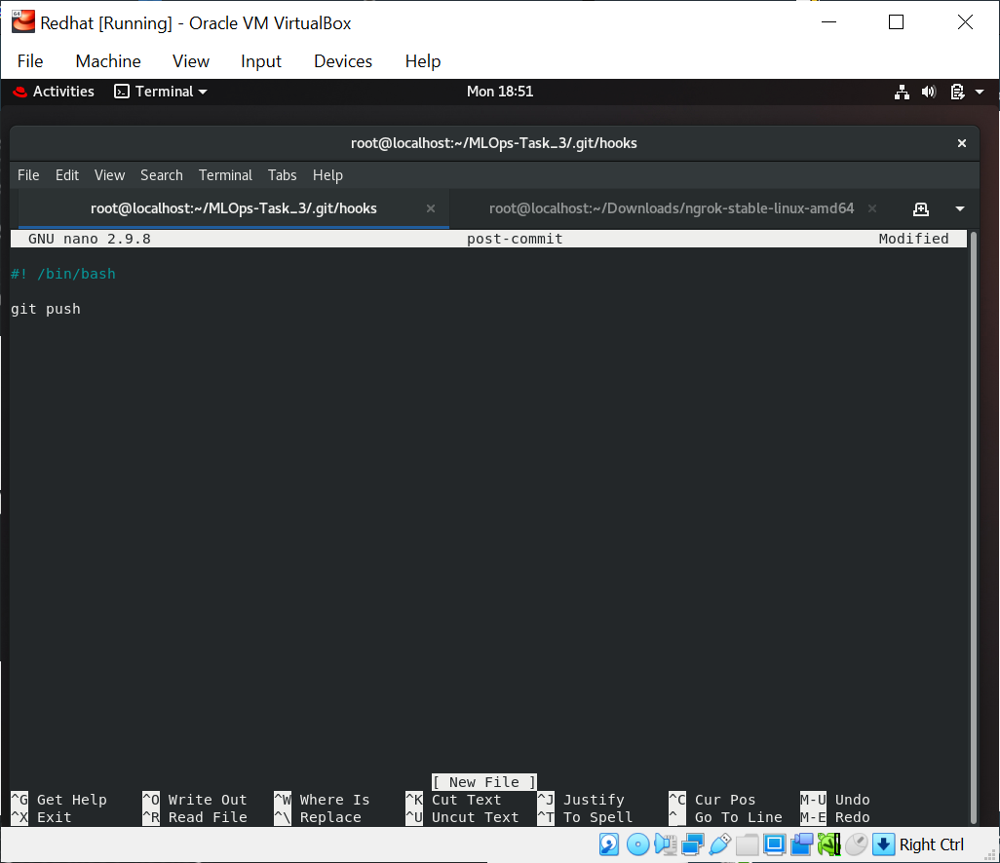 Redhat [Running] - Oracle VM VirtualBox
File Machine View Input Devices Help
Activities Terminal Mon 18:51
root@localhost:~/MLOps-Task_3/.git/hooks
File Edit View Search Terminal Tabs Help
root@localhost:~/MLOps-Task_3/.git/hooks root@localhost:~/Downloads/ngrok-stable-linux-amd64
GNU nano 2.9.8 post-commit Modified
#! /bin/bash
git push
[ New File ]
^G Get Help ^O Write Out ^W Where Is ^K Cut Text ^J Justify ^C Cur Pos M-U Undo
^X Exit ^R Read File ^\ Replace ^U Uncut Text ^T To Spell ^_ Go To Line M-E Redo
Right Ctrl